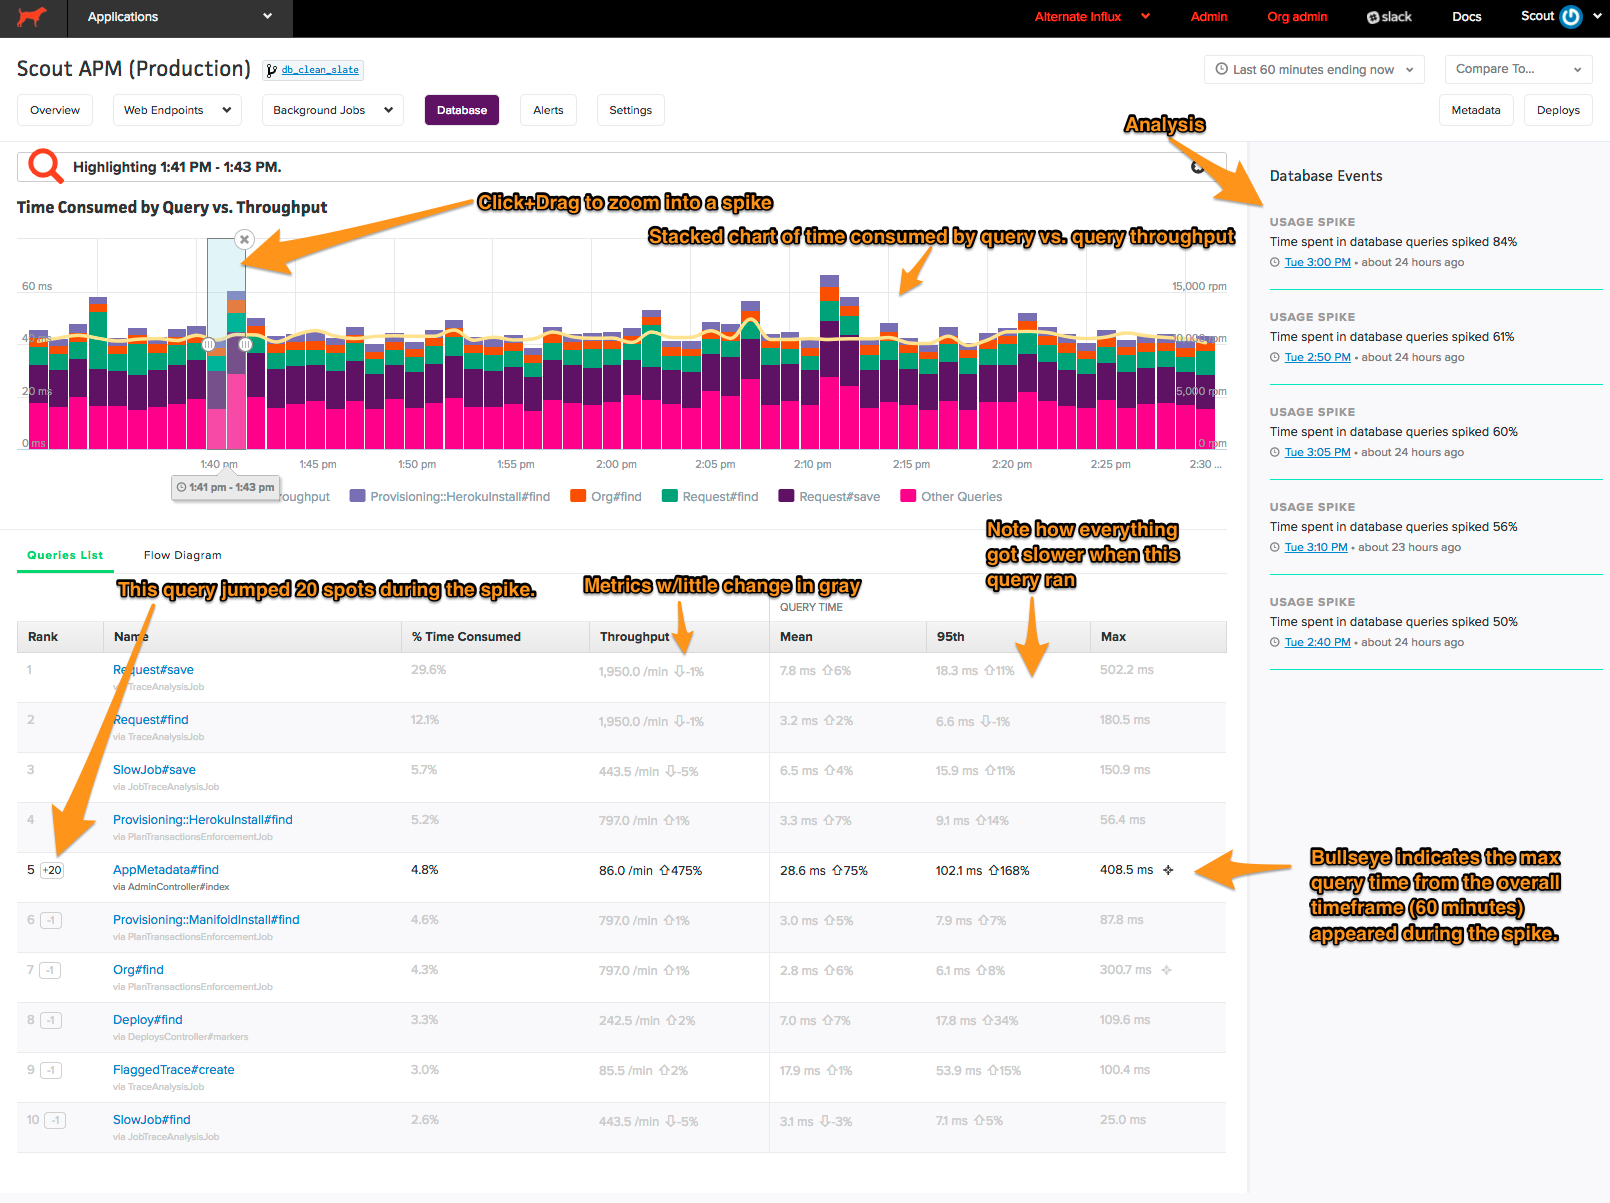 Applications
Alternate Influx
Admin
Org admin
slack
Docs
Scout
Scout APM (Production)
db_clean_slate
Last 60 minutes ending now
Compare To...
Overview
Web Endpoints
Background Jobs
Database
Alerts
Settings
Metadata
Deploys
Analysis
Highlighting 1:41 PM - 1:43 PM.
Time Consumed by Query vs. Throughput
Click+Drag to zoom into a spike
Stacked chart of time consumed by query vs. query throughput
60 ms
15,000 rpm
40 ms
10,000 rpm
20 ms
5,000 rpm
0 ms
0 rpm
1:40 pm
1:45 pm
1:50 pm
1:55 pm
2:00 pm
2:05 pm
2:10 pm
2:15 pm
2:20 pm
2:25 pm
2:30 ...
1:41 pm - 1:43 pm
roughput
Provisioning::HerokuInstall#find
Org#find
Request#find
Request#save
Other Queries
Database Events
USAGE SPIKE
Time spent in database queries spiked 84%
Tue 3:00 PM • about 24 hours ago
USAGE SPIKE
Time spent in database queries spiked 61%
Tue 2:50 PM • about 24 hours ago
USAGE SPIKE
Time spent in database queries spiked 60%
Tue 3:05 PM • about 24 hours ago
USAGE SPIKE
Time spent in database queries spiked 56%
Tue 3:10 PM • about 23 hours ago
USAGE SPIKE
Time spent in database queries spiked 50%
Tue 2:40 PM • about 24 hours ago
Queries List
Flow Diagram
This query jumped 20 spots during the spike.
Metrics w/little change in gray
Note how everything
got slower when this
query ran
QUERY TIME
Rank
Name
% Time Consumed
Throughput
Mean
95th
Max
1
Request#save
via TraceAnalysisJob
29.6%
1,950.0 /min ⇩-1%
7.8 ms ⇧6%
18.3 ms ⇧11%
502.2 ms
2
Request#find
via TraceAnalysisJob
12.1%
1,950.0 /min ⇩-1%
3.2 ms ⇧2%
6.6 ms ⇩-1%
180.5 ms
3
SlowJob#save
via JobTraceAnalysisJob
5.7%
443.5 /min ⇩-5%
6.5 ms ⇧4%
15.9 ms ⇧11%
150.9 ms
4
Provisioning::HerokuInstall#find
via PlanTransactionsEnforcementJob
5.2%
797.0 /min ⇧1%
3.3 ms ⇧7%
9.1 ms ⇧14%
56.4 ms
5 +20
AppMetadata#find
via AdminController#index
4.8%
86.0 /min ⇧475%
28.6 ms ⇧75%
102.1 ms ⇧168%
408.5 ms
6 -1
Provisioning::ManifoldInstall#find
via PlanTransactionsEnforcementJob
4.6%
797.0 /min ⇧1%
3.0 ms ⇧5%
7.9 ms ⇧7%
87.8 ms
7 -1
Org#find
via PlanTransactionsEnforcementJob
4.3%
797.0 /min ⇧1%
2.8 ms ⇧6%
6.1 ms ⇧8%
300.7 ms
8 -1
Deploy#find
via DeploysController#markers
3.3%
242.5 /min ⇧2%
7.0 ms ⇧7%
17.8 ms ⇧34%
109.6 ms
9 -1
FlaggedTrace#create
via TraceAnalysisJob
3.0%
85.5 /min ⇧2%
17.9 ms ⇧1%
53.9 ms ⇧15%
100.4 ms
10 -1
SlowJob#find
via JobTraceAnalysisJob
2.6%
443.5 /min ⇩-5%
3.1 ms ⇩-3%
7.1 ms ⇧5%
25.0 ms
Bullseye indicates the max
query time from the overall
timeframe (60 minutes)
appeared during the spike.